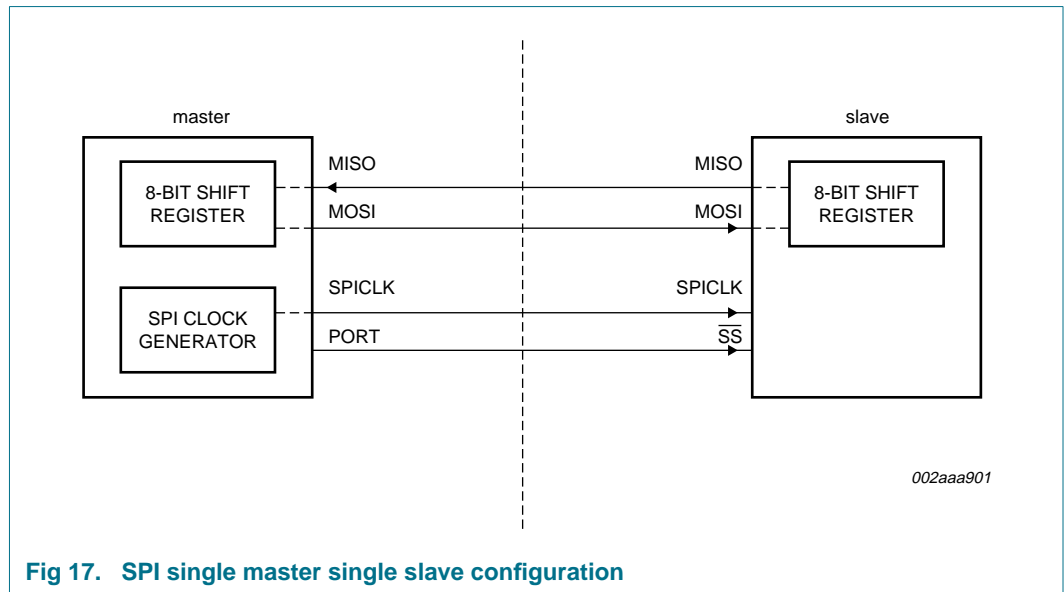 master
slave
8-BIT SHIFT
REGISTER
MISO
MISO
8-BIT SHIFT
REGISTER
MOSI
MOSI
SPI CLOCK
GENERATOR
SPICLK
SPICLK
PORT
SS
002aaa901
Fig 17. SPI single master single slave configuration